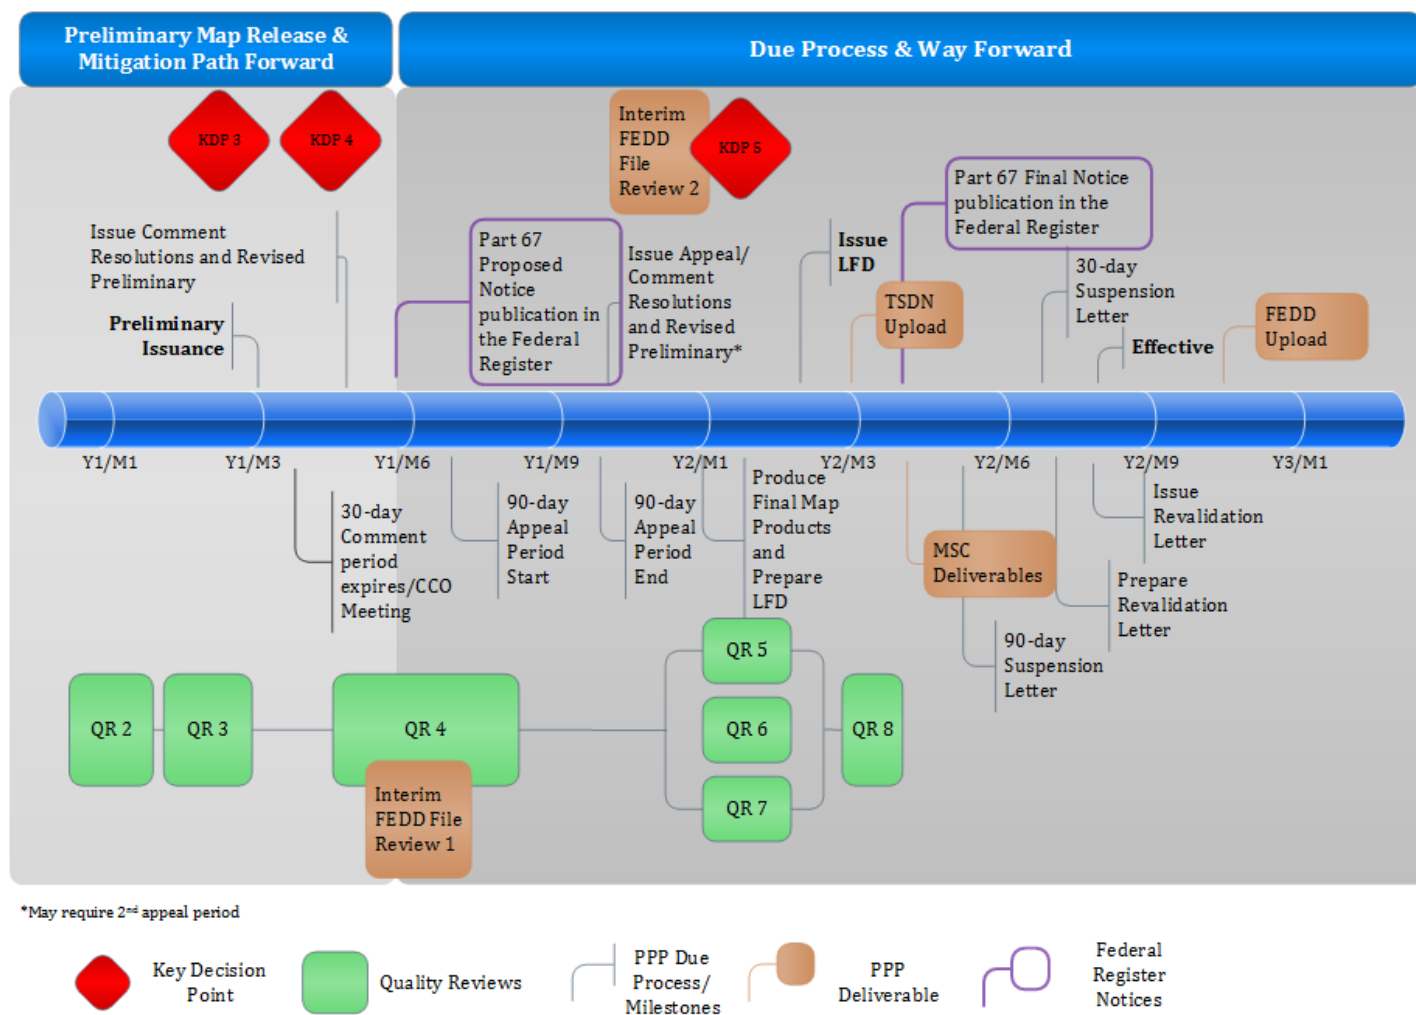 Preliminary Map Release &
Mitigation Path Forward
Due Process & Way Forward
KDP 3
KDP 4
Interim
FEDD
File
Review 2
KDP 5
Part 67 Final Notice
publication in the
Federal Register
Issue Comment
Resolutions and Revised
Preliminary
Preliminary
Issuance
Part 67
Proposed
Notice
publication in
the Federal
Register
Issue Appeal/
Comment
Resolutions
and Revised
Preliminary*
Issue
LFD
TSDN
Upload
30-day
Suspension
Letter
Effective
FEDD
Upload
Y1/M1
Y1/M3
Y1/M6
Y1/M9
Y2/M1
Y2/M3
Y2/M6
Y2/M9
Y3/M1
30-day
Comment
period
expires/CCO
Meeting
90-day
Appeal
Period
Start
90-day
Appeal
Period
End
Produce
Final Map
Products
and
Prepare
LFD
MSC
Deliverables
90-day
Suspension
Letter
Prepare
Revalidation
Letter
Issue
Revalidation
Letter
QR 2
QR 3
QR 4
Interim
FEDD File
Review 1
QR 5
QR 6
QR 7
QR 8
*May require 2nd appeal period
Key Decision
Point
Quality Reviews
PPP Due
Process/
Milestones
PPP
Deliverable
Federal
Register
Notices